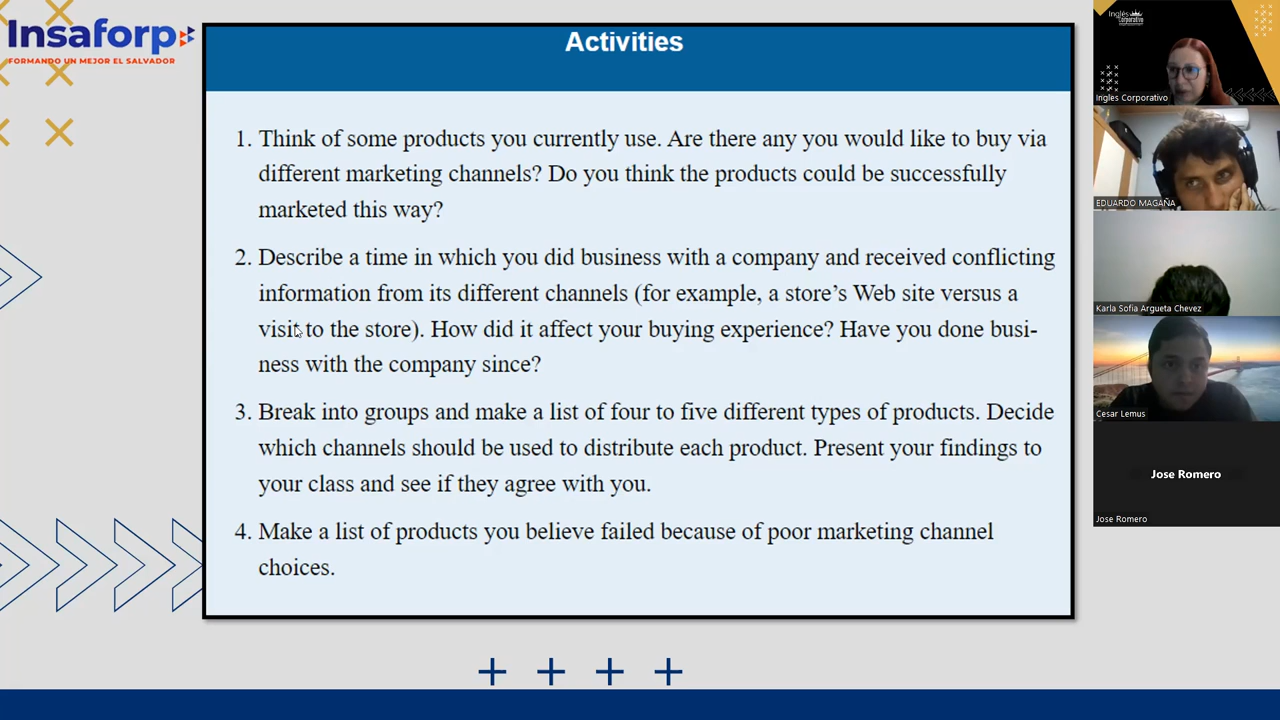 Insaforp
FORMANDO UN MEJOR EL SALVADOR
Activities
1. Think of some products you currently use. Are there any you would like to buy via
different marketing channels? Do you think the products could be successfully
marketed this way?
2. Describe a time in which you did business with a company and received conflicting
information from its different channels (for example, a store's Web site versus a
visit to the store). How did it affect your buying experience? Have you done busi-
ness with the company since?
3. Break into groups and make a list of four to five different types of products. Decide
which channels should be used to distribute each product. Present your findings to
your class and see if they agree with you.
4. Make a list of products you believe failed because of poor marketing channel
choices.
Inglés
Corporativo
Ingles Corporativo
EDUARDO MAGAÑA
Karla Sofia Argueta Chevez
Cesar Lemus
Jose Romero
Jose Romero